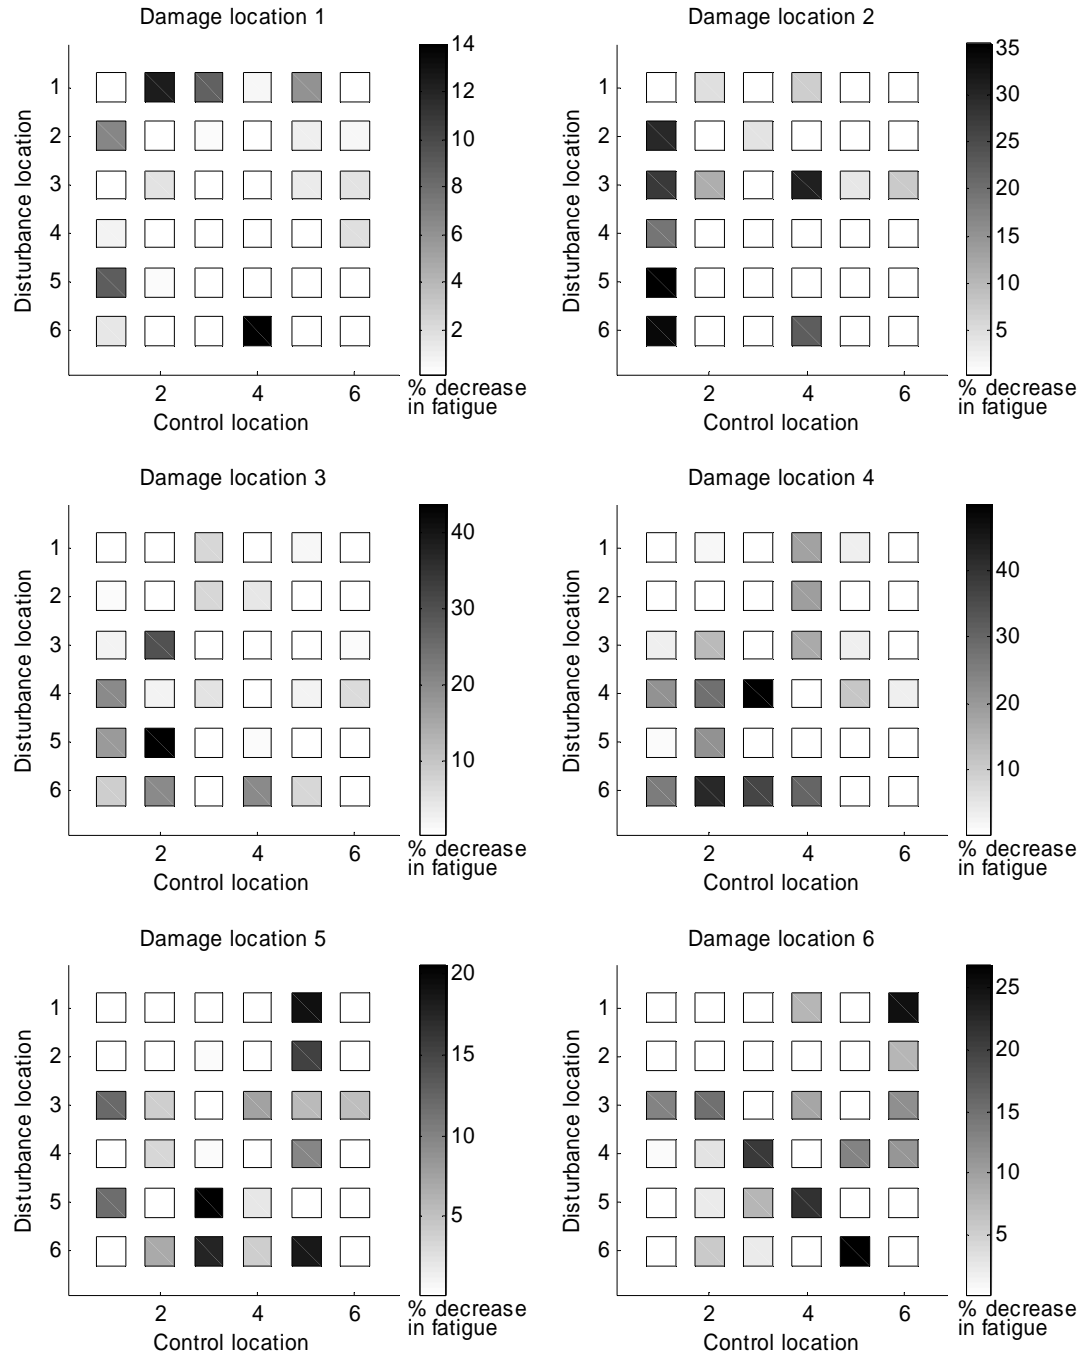 Damage location 1
Disturbance location
1
2
3
4
5
6
2 4 6
Control location
14
12
10
8
6
4
2
% decrease
in fatigue
Damage location 2
Disturbance location
1
2
3
4
5
6
2 4 6
Control location
35
30
25
20
15
10
5
% decrease
in fatigue
Damage location 3
Disturbance location
1
2
3
4
5
6
2 4 6
Control location
40
30
20
10
% decrease
in fatigue
Damage location 4
Disturbance location
1
2
3
4
5
6
2 4 6
Control location
40
30
20
10
% decrease
in fatigue
Damage location 5
Disturbance location
1
2
3
4
5
6
2 4 6
Control location
20
15
10
5
% decrease
in fatigue
Damage location 6
Disturbance location
1
2
3
4
5
6
2 4 6
Control location
25
20
15
10
5
% decrease
in fatigue